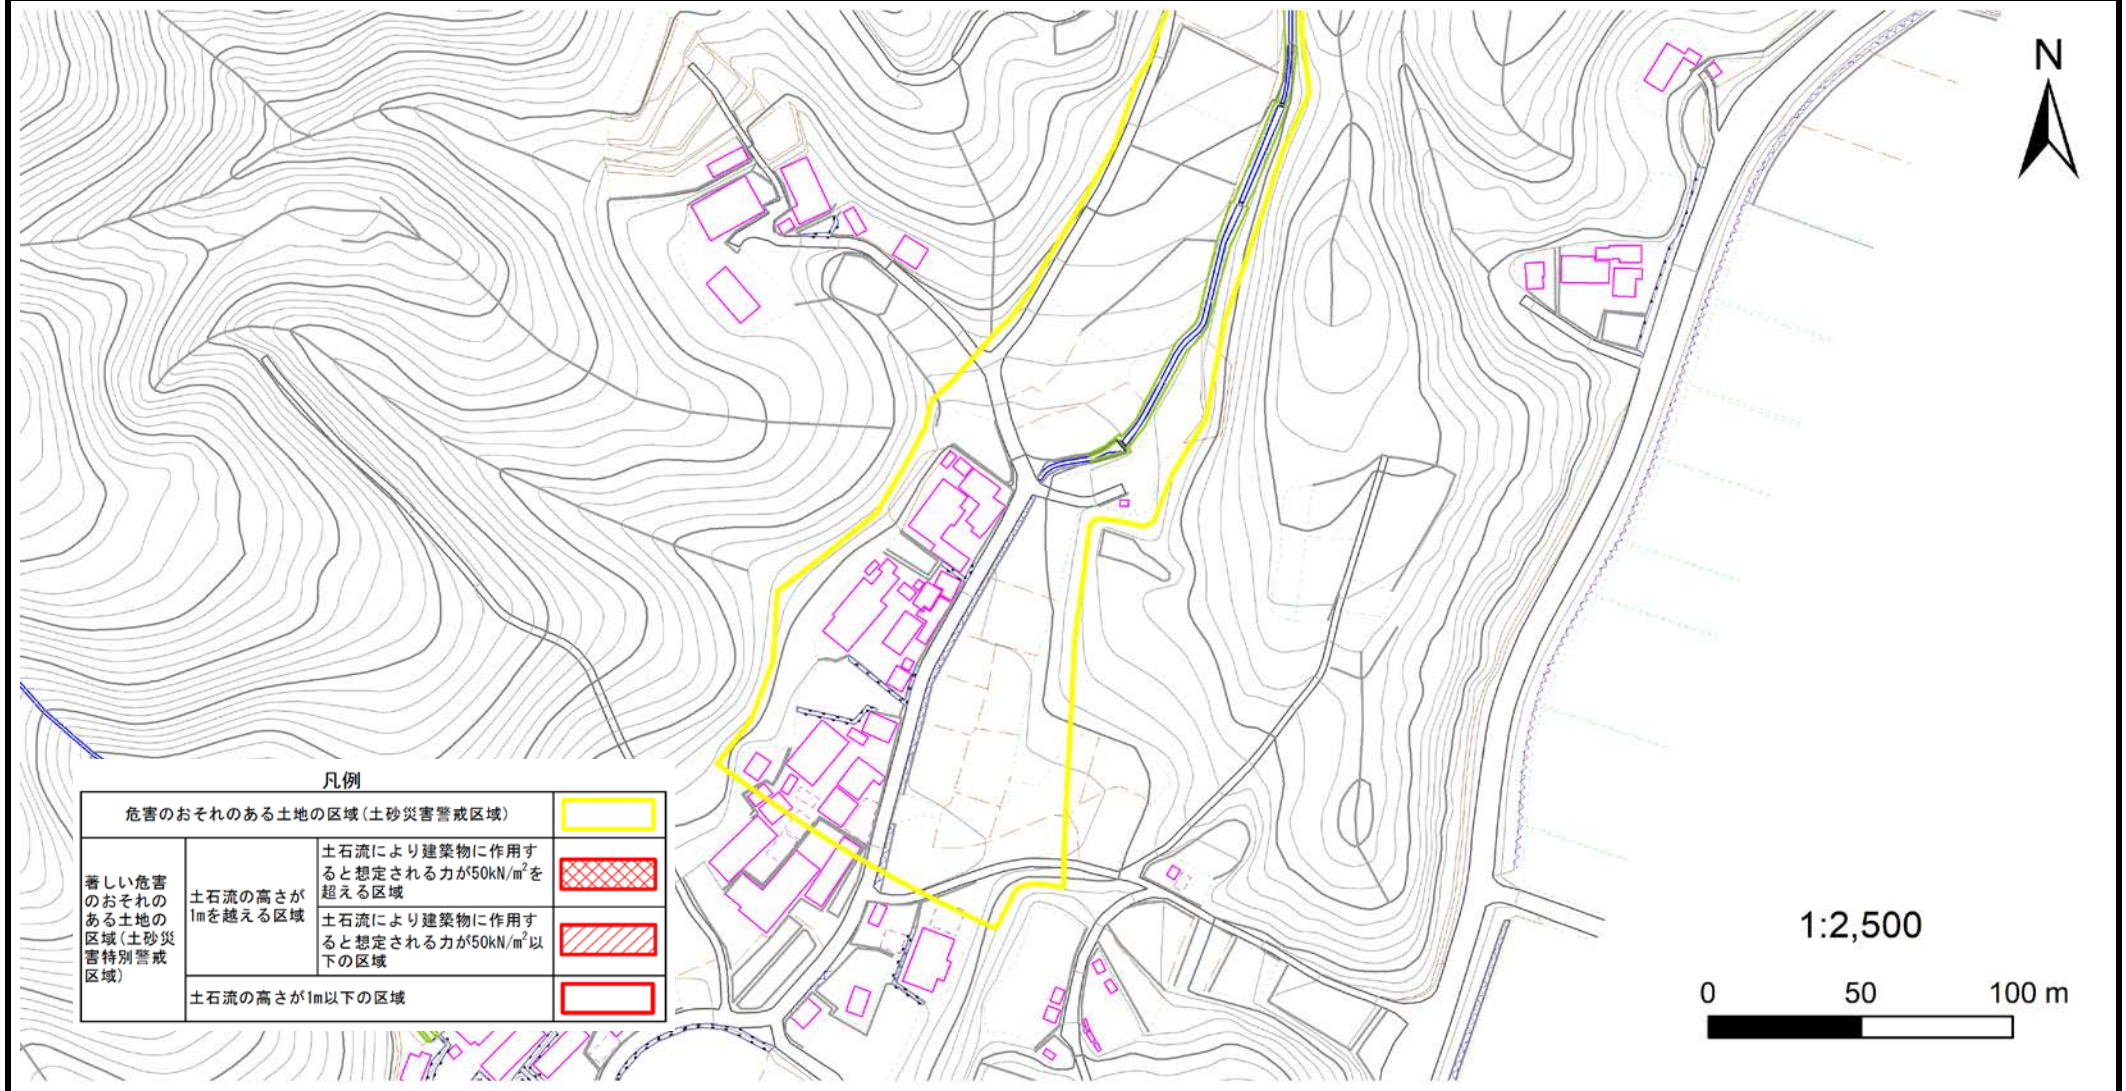 N
凡例
危害のおそれのある土地の区域(土砂災害警戒区域)
著しい危害
のおそれの
ある土地の
区域(土砂災
害特別警戒
区域)
土石流の高さが
1mを越える区域
土石流により建築物に作用す
ると想定される力が50kN/m²を
超える区域
土石流により建築物に作用す
ると想定される力が50kN/m²以
下の区域
土石流の高さが1m以下の区域
1:2,500
0 50 100 m